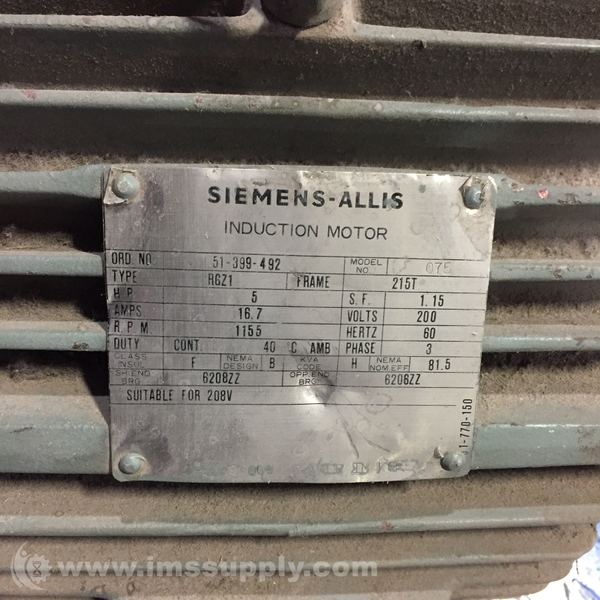 SIEMENS-ALLIS
INDUCTION MOTOR
ORD NO 51-399-492 MODEL NO. 075
TYPE RGZ1 FRAME 215T
H.P. 5 S.F. 1.15
AMPS 16.7 VOLTS 200
R.P.M 1155 HERTZ 60
DUTY CONT. 40 °C AMB PHASE 3
CLASS INSUL F NEMA DESIGN B KVA CODE H NEMA NOM.EFF 81.5
SH.END BRG. 6208ZZ OPP.END BRG. 6206ZZ
SUITABLE FOR 208V
1-770-150
www.imssupply.com